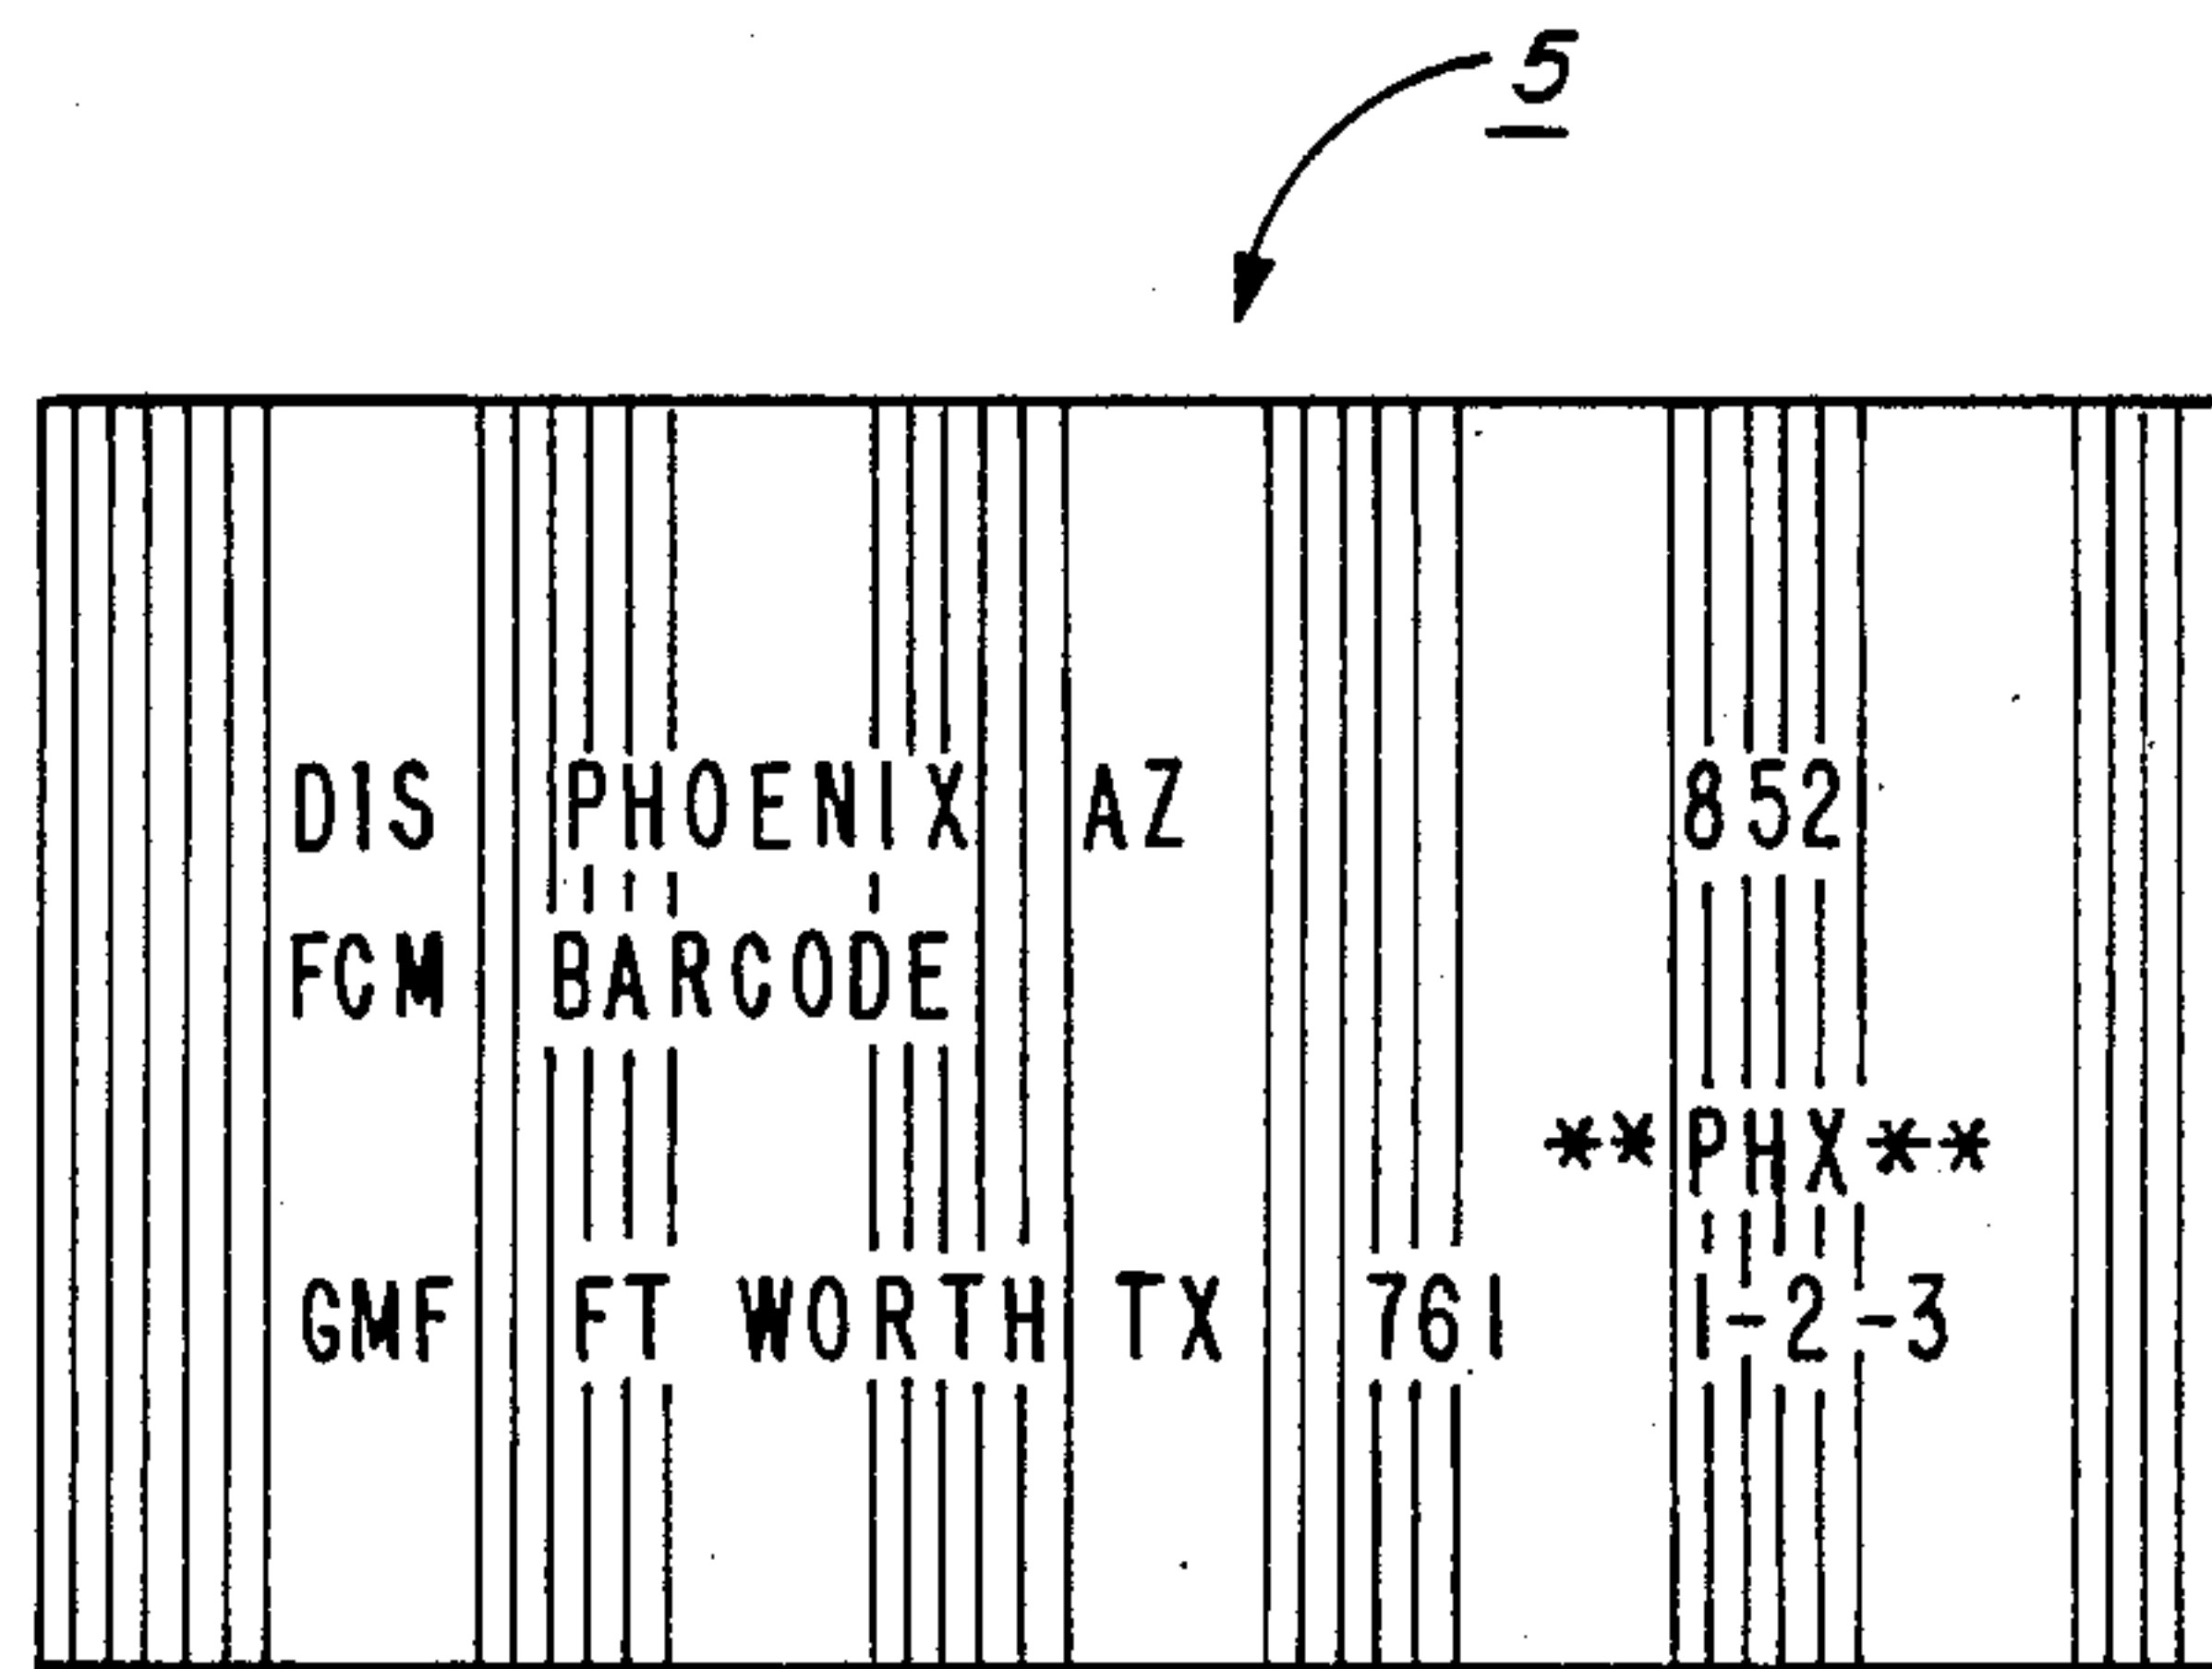 5
DIS PHOENIX AZ 852
FCM BARCODE
**PHX**
GMF FT WORTH TX 761 1-2-3